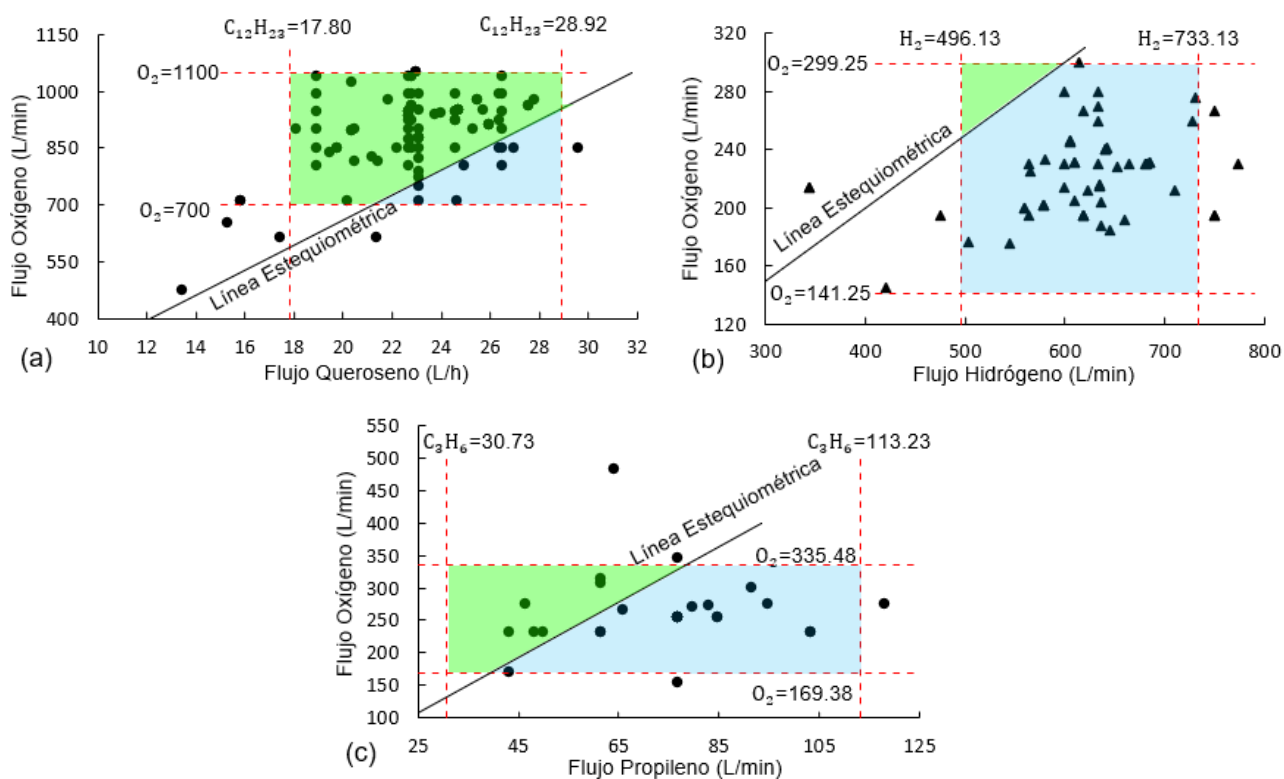 C₁₂H₂₃=17.80
C₁₂H₂₃=28.92
O₂=1100
O₂=700
Línea Estequiométrica
Flujo Oxígeno (L/min)
1150
1000
850
700
550
400
10 12 14 16 18 20 22 24 26 28 30 32
Flujo Queroseno (L/h)
(a)
H₂=496.13
H₂=733.13
O₂=299.25
O₂=141.25
Línea Estequiométrica
Flujo Oxígeno (L/min)
320
280
240
200
160
120
300 400 500 600 700 800
Flujo Hidrógeno (L/min)
(b)
C₃H₆=30.73
C₃H₆=113.23
Línea Estequiométrica
O₂=335.48
O₂=169.38
Flujo Oxígeno (L/min)
550
500
450
400
350
300
250
200
150
100
25 45 65 85 105 125
Flujo Propileno (L/min)
(c)